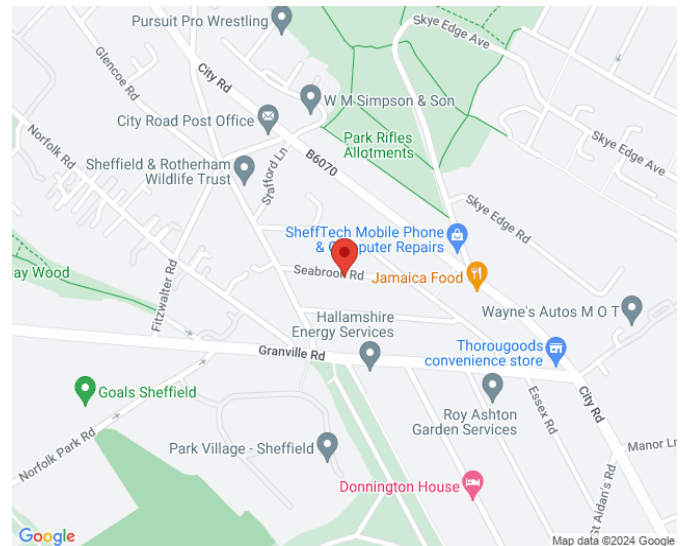 Pursuit Pro Wrestling
Skye Edge Ave
Glencoe Rd
City Rd
W M Simpson & Son
City Road Post Office
B6070
Park Rifles
Allotments
Norfolk Rd
Sheffield & Rotherham
Wildlife Trust
Stafford Ln
Skye Edge Ave
Skye Edge Rd
SheffTech Mobile Phone
& Computer Repairs
lay Wood
Seabrook Rd
Jamaica Food
Fitzwalter Rd
Wayne's Autos M O T
Hallamshire
Energy Services
Granville Rd
Thorougoods
convenience store
Goals Sheffield
City Rd
Essex Rd
Roy Ashton
Garden Services
Norfolk Park Rd
Park Village - Sheffield
Manor Ln
Donnington House
st Aidan's Rd
Google
Map data ©2024 Google